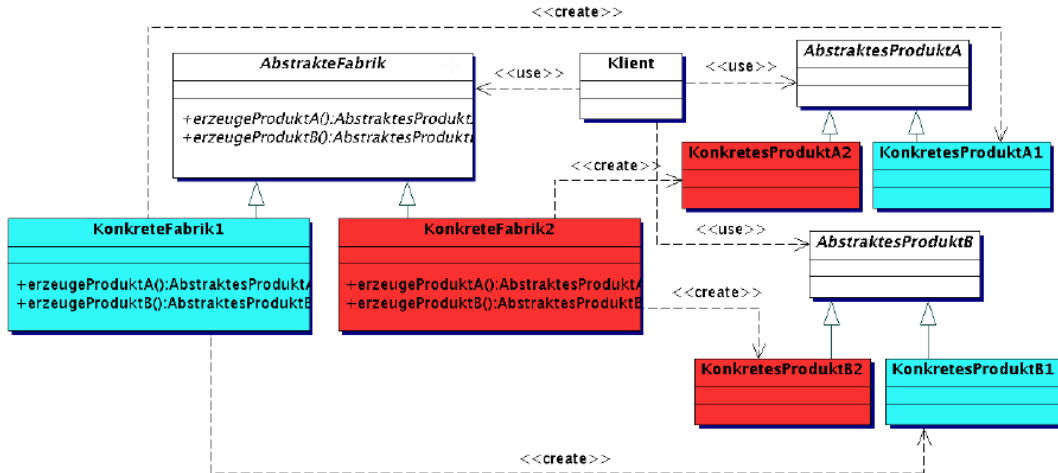 <<create>>
AbstrakteFabrik
+erzeugeProduktA():AbstraktesProdukt
+erzeugeProduktB():AbstraktesProdukt
<<use>>
Klient
<<use>>
AbstraktesProduktA
<<create>>
KonkretesProduktA2
KonkretesProduktA1
KonkreteFabrik1
+erzeugeProduktA():AbstraktesProduktA
+erzeugeProduktB():AbstraktesProduktB
KonkreteFabrik2
+erzeugeProduktA():AbstraktesProduktA
+erzeugeProduktB():AbstraktesProduktB
<<use>>
AbstraktesProduktB
<<create>>
KonkretesProduktB2
KonkretesProduktB1
<<create>>